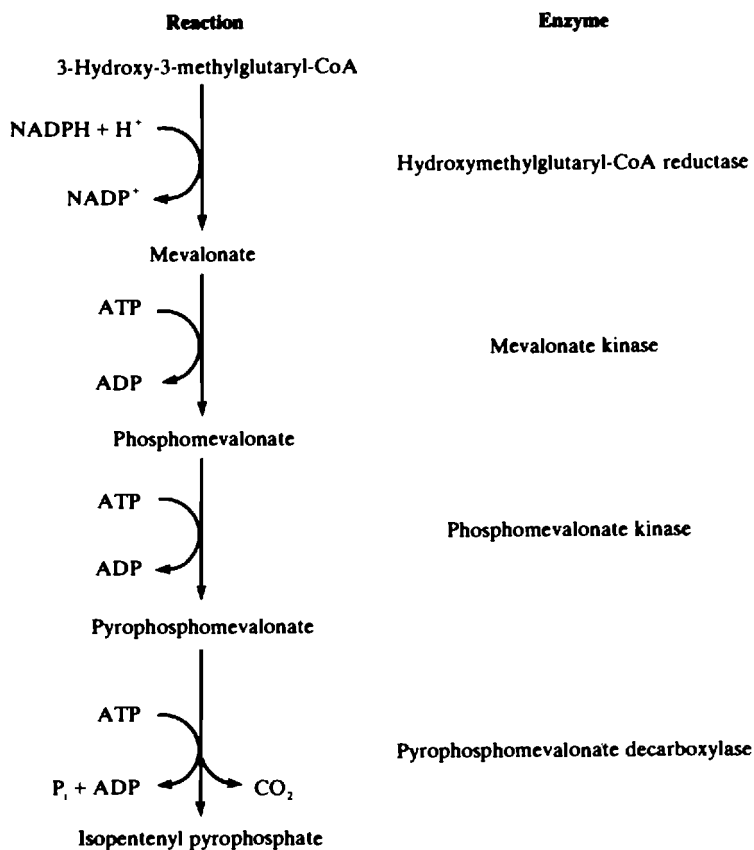 Reaction Enzyme
3-Hydroxy-3-methylglutaryl-CoA
NADPH + H⁺
Hydroxymethylglutaryl-CoA reductase
NADP⁺
Mevalonate
ATP
Mevalonate kinase
ADP
Phosphomevalonate
ATP
Phosphomevalonate kinase
ADP
Pyrophosphomevalonate
ATP
Pyrophosphomevalonate decarboxylase
Pᵢ + ADP CO₂
Isopentenyl pyrophosphate